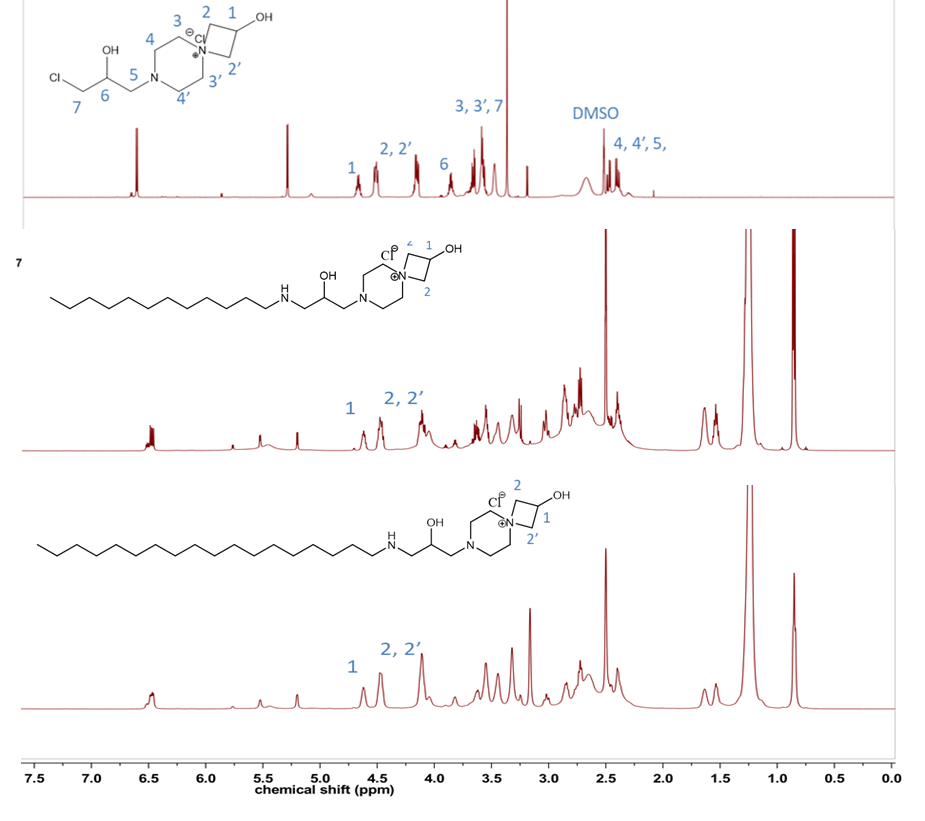 2 1 OH
3 ⊖
Cl
4 N
⊕
OH 2'
Cl 5 N 3'
6
7 4'
3, 3', 7
DMSO
2, 2' 4, 4', 5,
1 6
7
Cl⊖ 2 1 OH
OH N
⊕
H
N N 2
2, 2'
1
2
Cl⊖ OH
OH N 1
⊕
H
N N 2'
2, 2'
1
7.5 7.0 6.5 6.0 5.5 5.0 4.5 4.0 3.5 3.0 2.5 2.0 1.5 1.0 0.5 0.0
chemical shift (ppm)